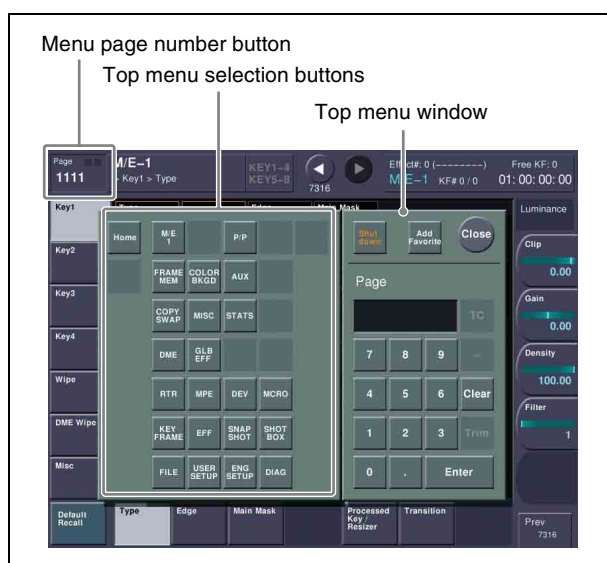 Menu page number button
Top menu selection buttons
Top menu window
Page
1111
M/E–1
> Key1 > Type
KEY1–4
KEY5–8
7316
Effect#: 0 (--------)
M/E–1 KF# 0 / 0
Free KF: 0
01: 00: 00: 00
Key1
Key2
Key3
Key4
Wipe
DME Wipe
Misc
Default
Recall
Type
Edge
Main Mask
Home
M/E
1
P/P
FRAME
MEM
COLOR
BKGD
AUX
COPY
SWAP
MISC
STATS
DME
GLB
EFF
RTR
MPE
DEV
MCRO
KEY
FRAME
EFF
SNAP
SHOT
SHOT
BOX
FILE
USER
SETUP
ENG
SETUP
DIAG
Shut
down
Add
Favorite
Close
Page
TC
7
8
9
–
4
5
6
Clear
1
2
3
Trim
0
.
Enter
Luminance
Clip
0.00
Gain
0.00
Density
100.00
Filter
1
Type
Edge
Main Mask
Processed
Key /
Resizer
Transition
Prev
7316